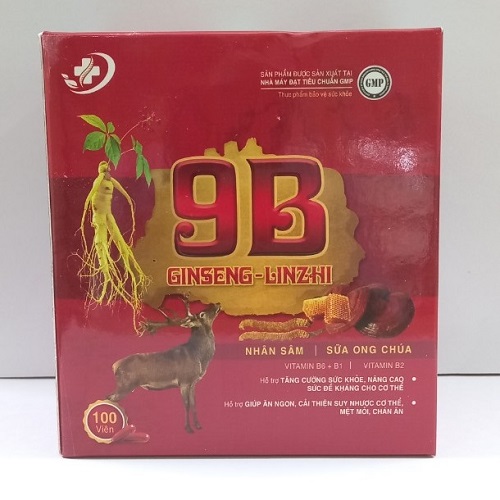 SẢN PHẨM ĐƯỢC SẢN XUẤT TẠI
NHÀ MÁY ĐẠT TIÊU CHUẨN GMP
Thực phẩm bảo vệ sức khỏe
GMP
9B
GINSENG-LINZHI
NHÂN SÂM | SỮA ONG CHÚA
VITAMIN B6 + B1 | VITAMIN B2
Hỗ trợ TĂNG CƯỜNG SỨC KHỎE, NÂNG CAO
SỨC ĐỀ KHÁNG CHO CƠ THỂ
Hỗ trợ GIÚP ĂN NGON, CẢI THIỆN SUY NHƯỢC CƠ THỂ,
MỆT MỎI, CHÁN ĂN
100
Viên